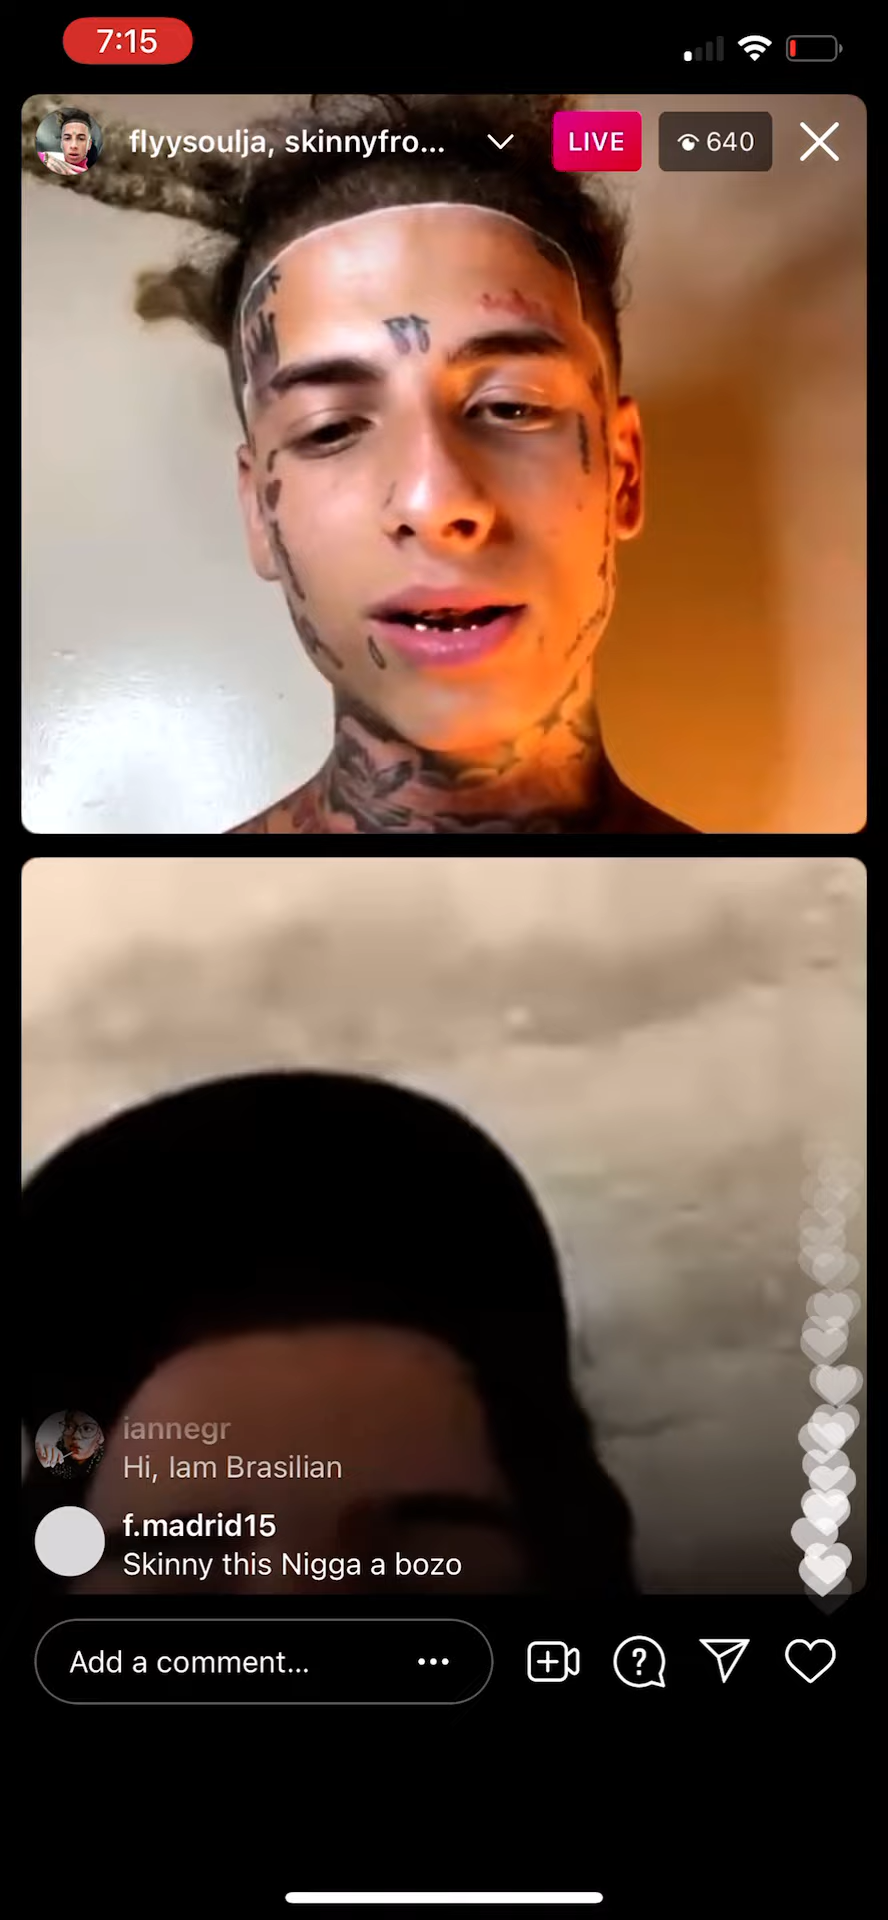 7:15
flyysoulja, skinnyfro...
LIVE
640
iannegr
Hi, Iam Brasilian
f.madrid15
Skinny this Nigga a bozo
Add a comment...